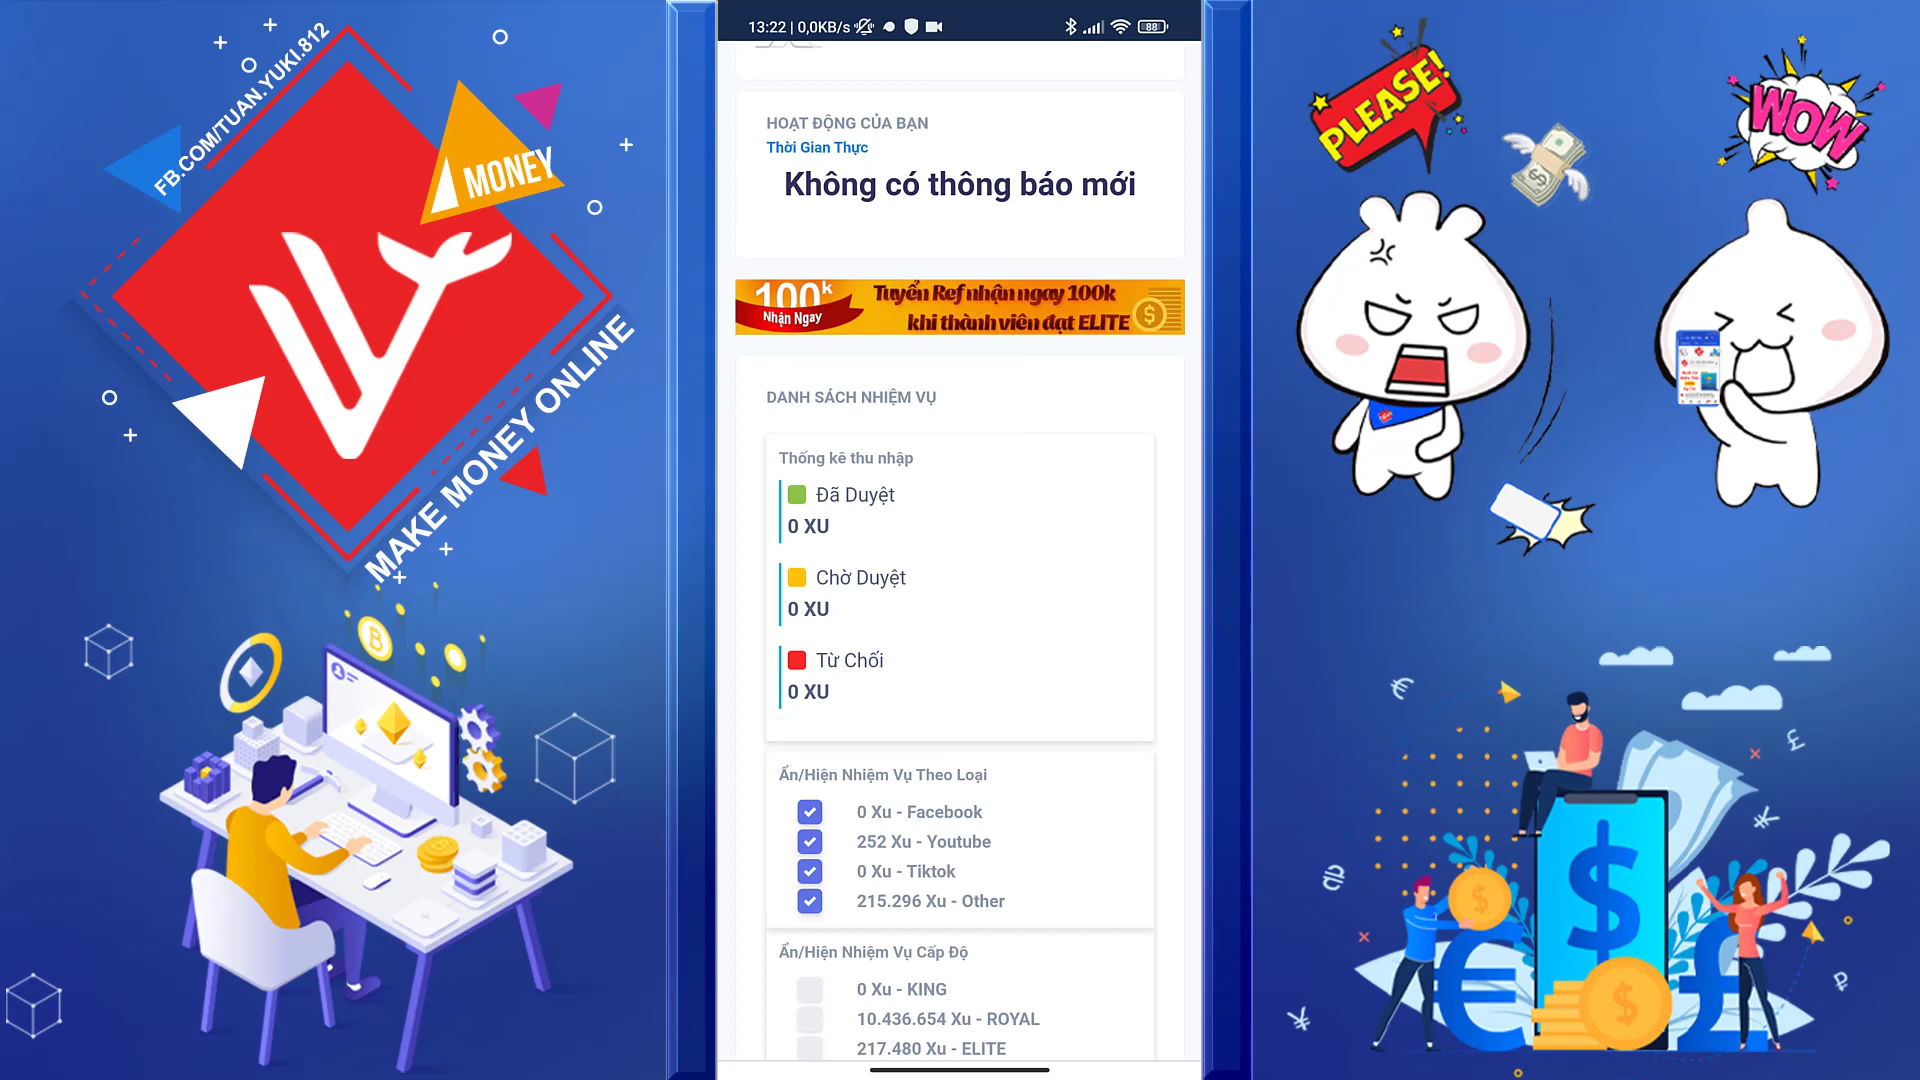 FB.COM/TUAN.YUKI.812
MONEY
MAKE MONEY ONLINE
13:22 | 0,0KB/s
88
HOẠT ĐỘNG CỦA BẠN
Thời Gian Thực
Không có thông báo mới
100k
Nhận Ngay
Tuyển Ref nhận ngay 100k
khi thành viên đạt ELITE
DANH SÁCH NHIỆM VỤ
Thống kê thu nhập
Đã Duyệt
0 XU
Chờ Duyệt
0 XU
Từ Chối
0 XU
Ẩn/Hiện Nhiệm Vụ Theo Loại
0 Xu - Facebook
252 Xu - Youtube
0 Xu - Tiktok
215.296 Xu - Other
Ẩn/Hiện Nhiệm Vụ Cấp Độ
0 Xu - KING
10.436.654 Xu - ROYAL
217.480 Xu - ELITE
PLEASE!
WOW